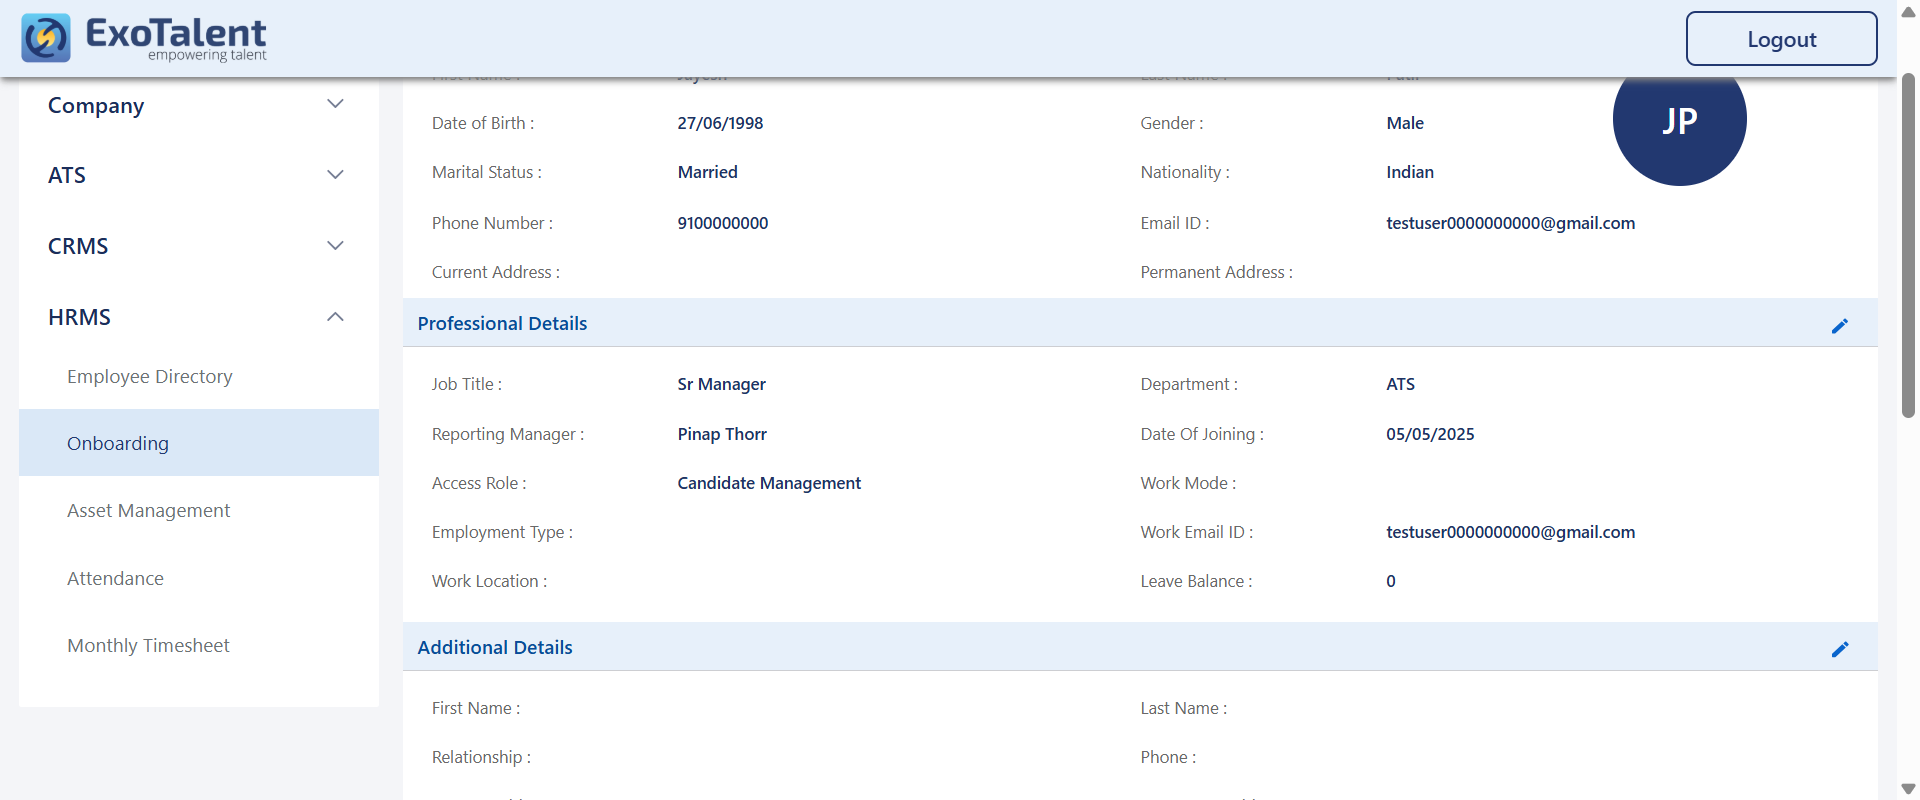 ExoTalent
empowering talent
Logout
Company
ATS
CRMS
HRMS
Employee Directory
Onboarding
Asset Management
Attendance
Monthly Timesheet
JP
Date of Birth : 27/06/1998 Gender : Male
Marital Status : Married Nationality : Indian
Phone Number : 9100000000 Email ID : testuser0000000000@gmail.com
Current Address : Permanent Address :
Professional Details
Job Title : Sr Manager Department : ATS
Reporting Manager : Pinap Thorr Date Of Joining : 05/05/2025
Access Role : Candidate Management Work Mode :
Employment Type : Work Email ID : testuser0000000000@gmail.com
Work Location : Leave Balance : 0
Additional Details
First Name : Last Name :
Relationship : Phone :